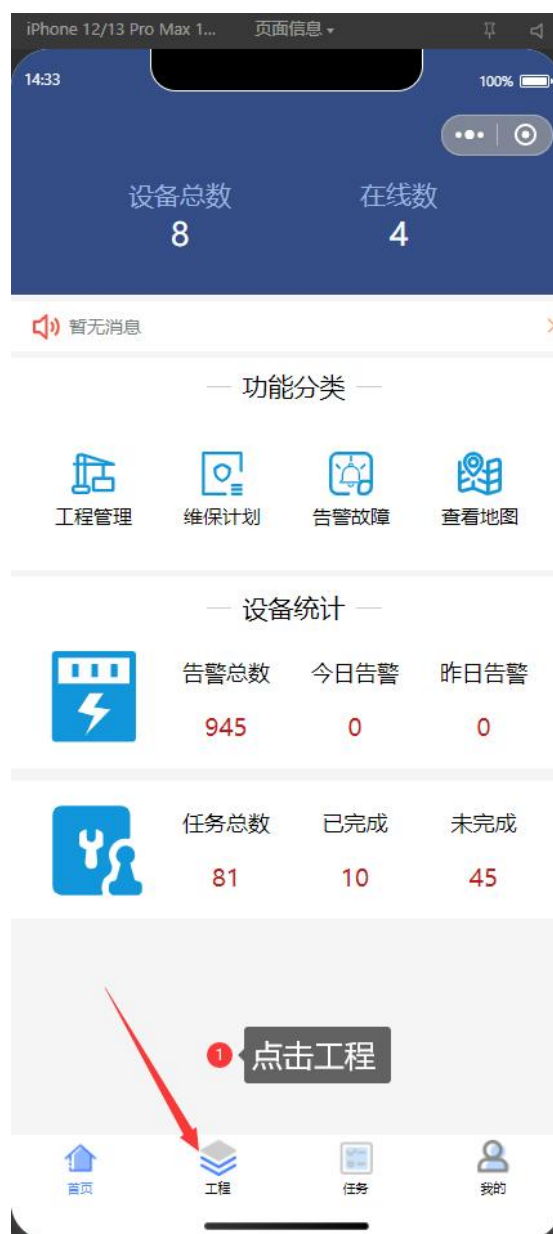 iPhone 12/13 Pro Max 1... 页面信息
14:33 100%
设备总数 在线数
8 4
暂无消息
功能分类
工程管理 维保计划 告警故障 查看地图
设备统计
告警总数 今日告警 昨日告警
945 0 0
任务总数 已完成 未完成
81 10 45
1 点击工程
首页 工程 任务 我的